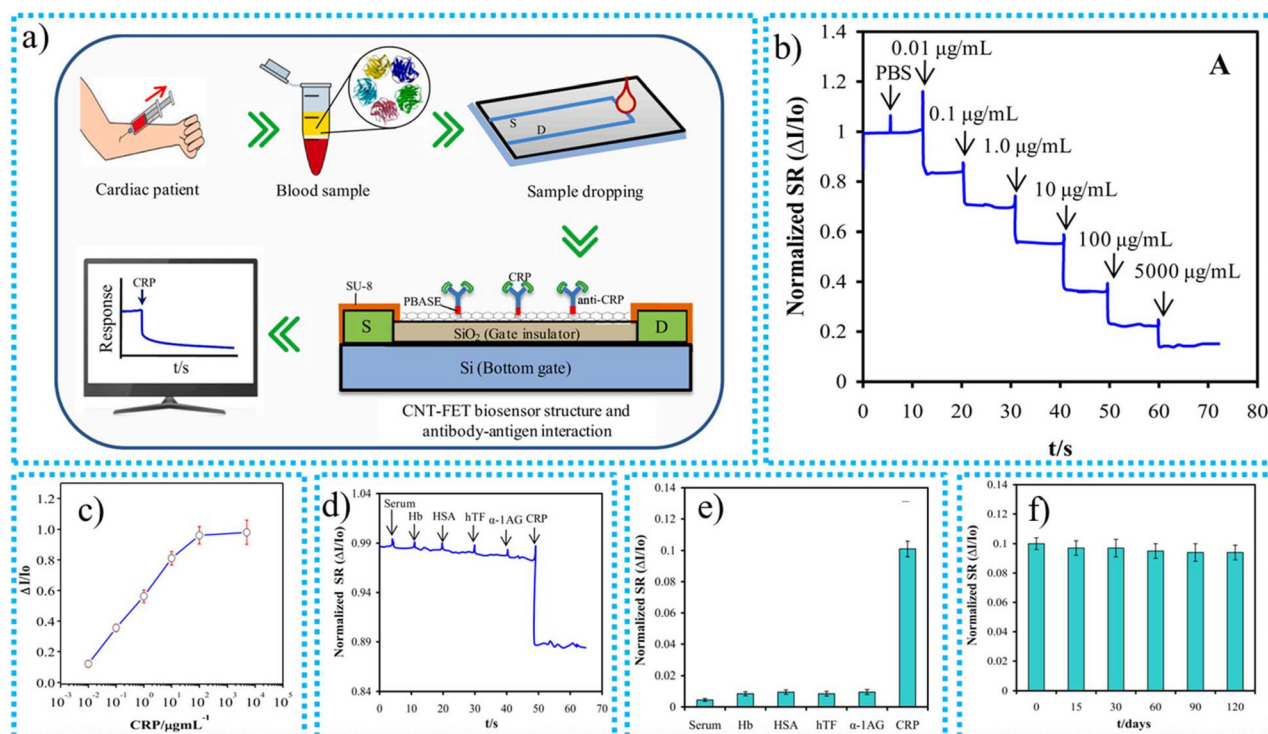 a)
Cardiac patient
Blood sample
S
D
Sample dropping
CRP
Response
t/s
SU-8
PBASE
CRP
anti-CRP
S
SiO₂ (Gate insulator)
D
Si (Bottom gate)
CNT-FET biosensor structure and
antibody-antigen interaction
b)
A
Normalized SR (ΔI/Io)
1.4
1.2
1
0.8
0.6
0.4
0.2
0
PBS
0.01 µg/mL
0.1 µg/mL
1.0 µg/mL
10 µg/mL
100 µg/mL
5000 µg/mL
0 10 20 30 40 50 60 70 80
t/s
c)
ΔI/Io
1.2
1.0
0.8
0.6
0.4
0.2
0.0
10⁻³ 10⁻² 10⁻¹ 10⁰ 10¹ 10² 10³ 10⁴ 10⁵
CRP/µgmL⁻¹
d)
Normalized SR (ΔI/Io)
1.04
0.99
0.94
0.89
0.84
Serum
Hb HSA hTF α-1AG CRP
0 10 20 30 40 50 60 70
t/s
e)
Normalized SR (ΔI/Io)
0.14
0.12
0.1
0.08
0.06
0.04
0.02
0
Serum Hb HSA hTF α-1AG CRP
f)
Normalized SR (ΔI/Io)
0.14
0.12
0.1
0.08
0.06
0.04
0.02
0
0 15 30 60 90 120
t/days